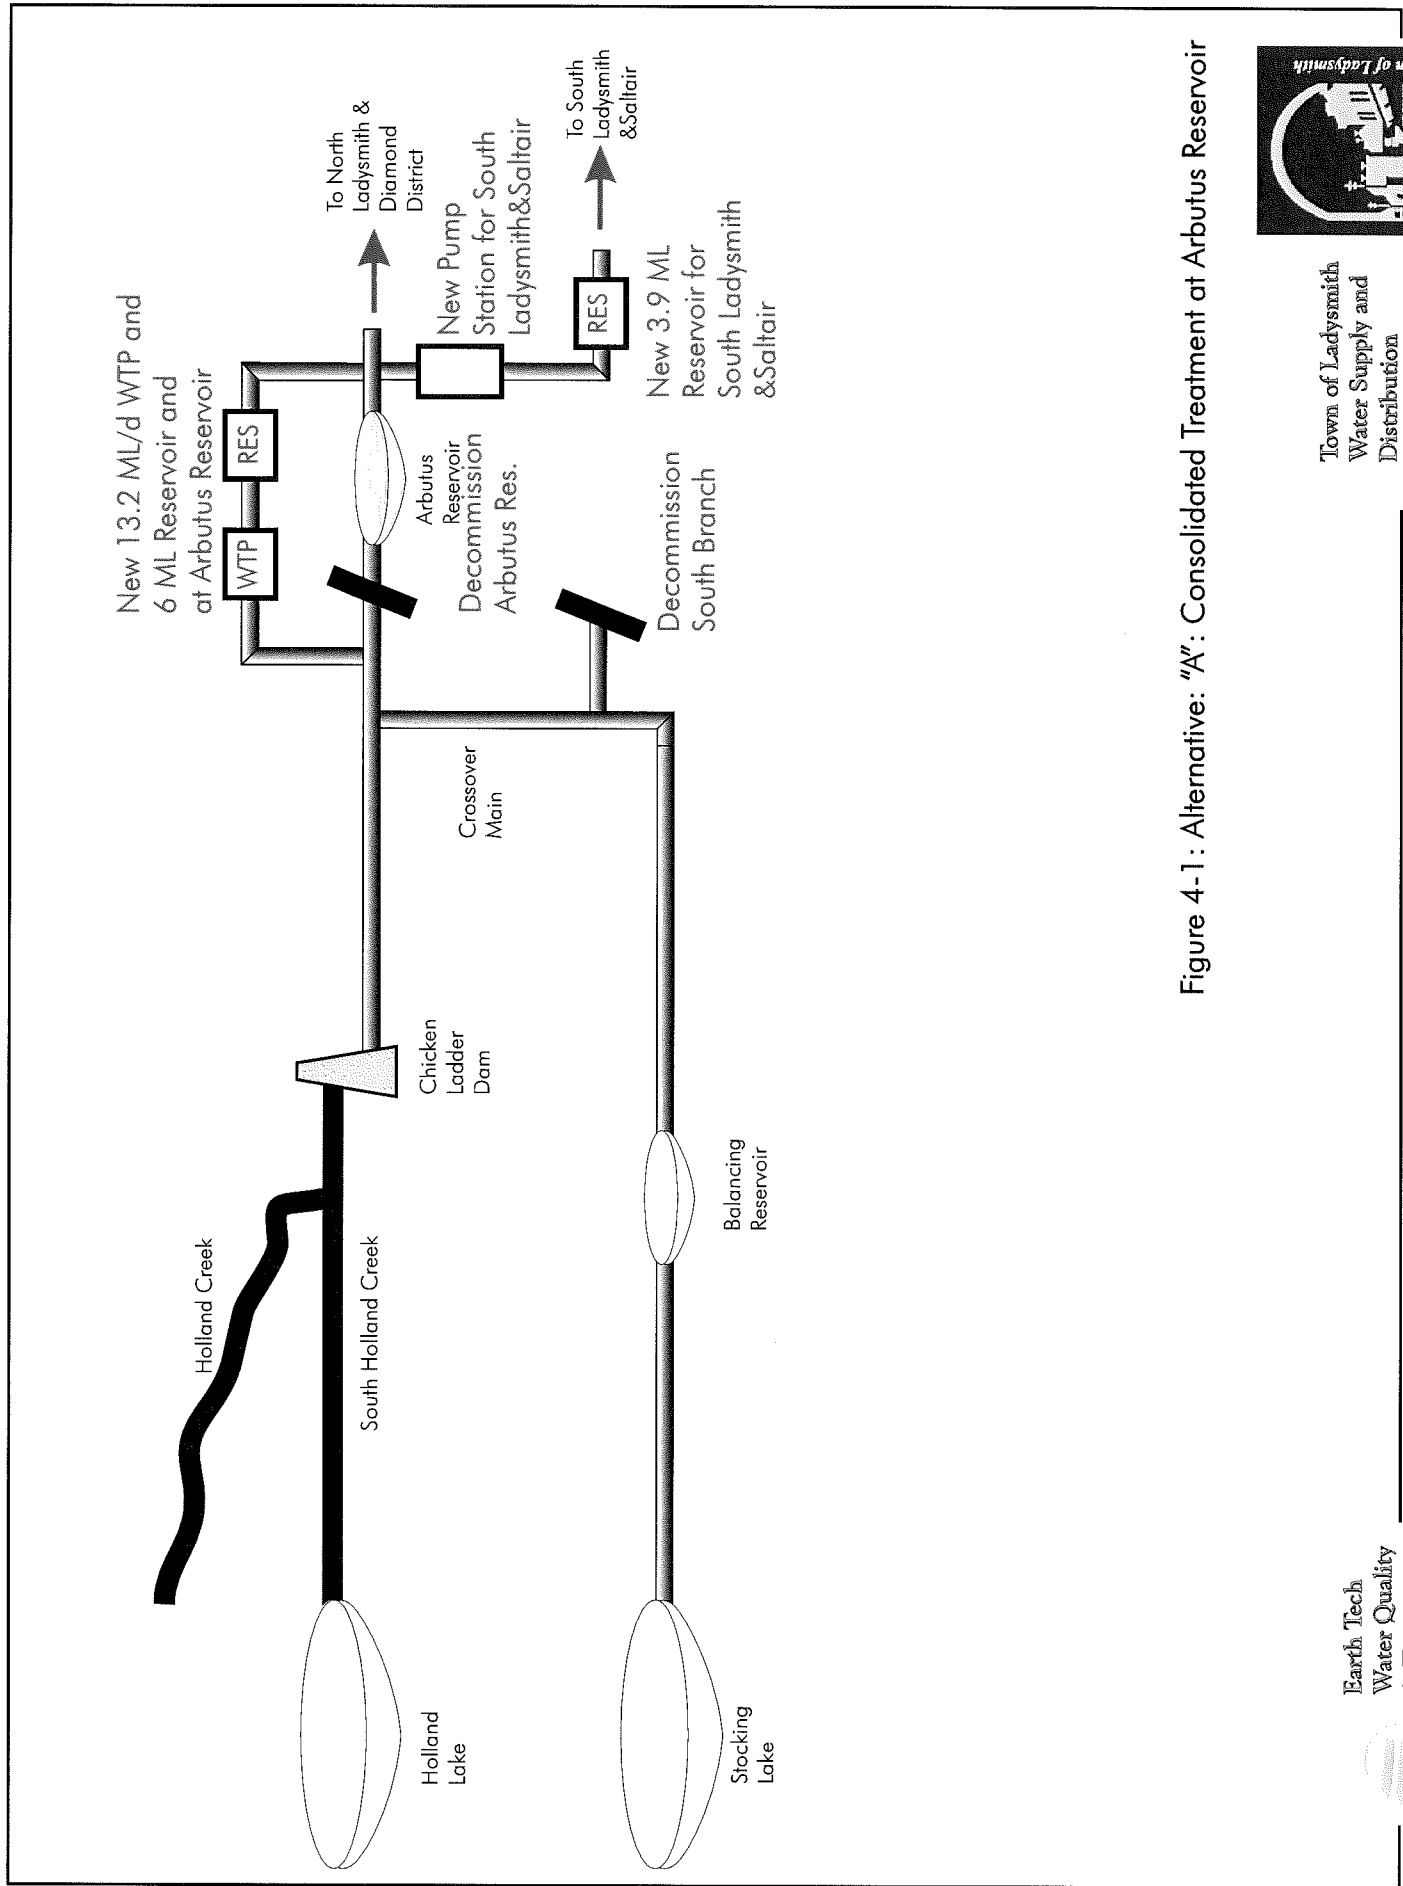 New 13.2 ML/d WTP and
6 ML Reservoir and
at Arbutus Reservoir
WTP
RES
To North
Ladysmith &
Diamond
District
Holland Creek
South Holland Creek
Holland
Lake
Chicken
Ladder
Dam
Crossover
Main
Arbutus
Reservoir
Decommission
Arbutus Res.
New Pump
Station for South
Ladysmith&Saltair
To South
Ladysmith
&Saltair
RES
New 3.9 ML
Reservoir for
South Ladysmith
&Saltair
Decommission
South Branch
Balancing
Reservoir
Stocking
Lake
Figure 4-1: Alternative: "A": Consolidated Treatment at Arbutus Reservoir
Earth Tech
Water Quality
Town of Ladysmith
Water Supply and
Distribution
of Ladysmith